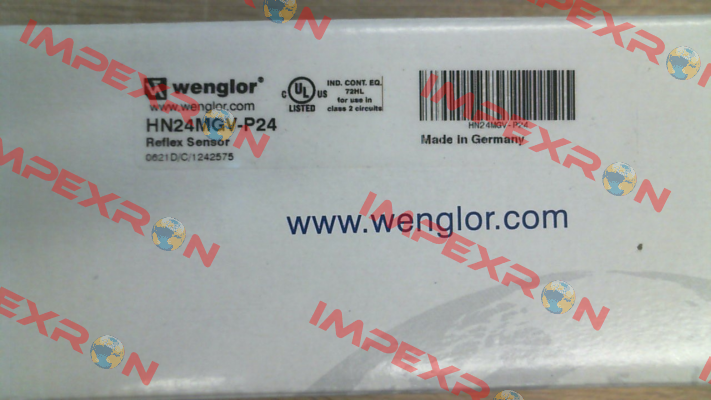 wenglor®
www.wenglor.com
HN24MGV-P24
Reflex Sensor
0621D/C/1242575
C UL US
LISTED
IND. CONT. EQ.
72HL
for use in
class 2 circuits
HN24MGV-P24
Made in Germany
www.wenglor.com
IMPEXRON
IMPEXRON
IMPEXRON
IMPEXRON
IMPEXRON
IMPEXRON
IMPEXRON